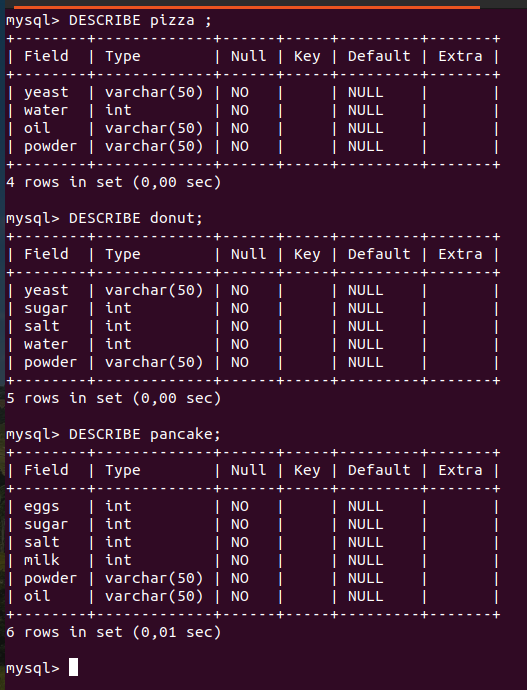 mysql> DESCRIBE pizza ;
+--------+-------------+------+-----+---------+-------+
| Field  | Type        | Null | Key | Default | Extra |
+--------+-------------+------+-----+---------+-------+
| yeast  | varchar(50) | NO   |     | NULL    |       |
| water  | int         | NO   |     | NULL    |       |
| oil    | varchar(50) | NO   |     | NULL    |       |
| powder | varchar(50) | NO   |     | NULL    |       |
+--------+-------------+------+-----+---------+-------+
4 rows in set (0,00 sec)
mysql> DESCRIBE donut;
+--------+-------------+------+-----+---------+-------+
| Field  | Type        | Null | Key | Default | Extra |
+--------+-------------+------+-----+---------+-------+
| yeast  | varchar(50) | NO   |     | NULL    |       |
| sugar  | int         | NO   |     | NULL    |       |
| salt   | int         | NO   |     | NULL    |       |
| water  | int         | NO   |     | NULL    |       |
| powder | varchar(50) | NO   |     | NULL    |       |
+--------+-------------+------+-----+---------+-------+
5 rows in set (0,00 sec)
mysql> DESCRIBE pancake;
+--------+-------------+------+-----+---------+-------+
| Field  | Type        | Null | Key | Default | Extra |
+--------+-------------+------+-----+---------+-------+
| eggs   | int         | NO   |     | NULL    |       |
| sugar  | int         | NO   |     | NULL    |       |
| salt   | int         | NO   |     | NULL    |       |
| milk   | int         | NO   |     | NULL    |       |
| powder | varchar(50) | NO   |     | NULL    |       |
| oil    | varchar(50) | NO   |     | NULL    |       |
+--------+-------------+------+-----+---------+-------+
6 rows in set (0,01 sec)
mysql>